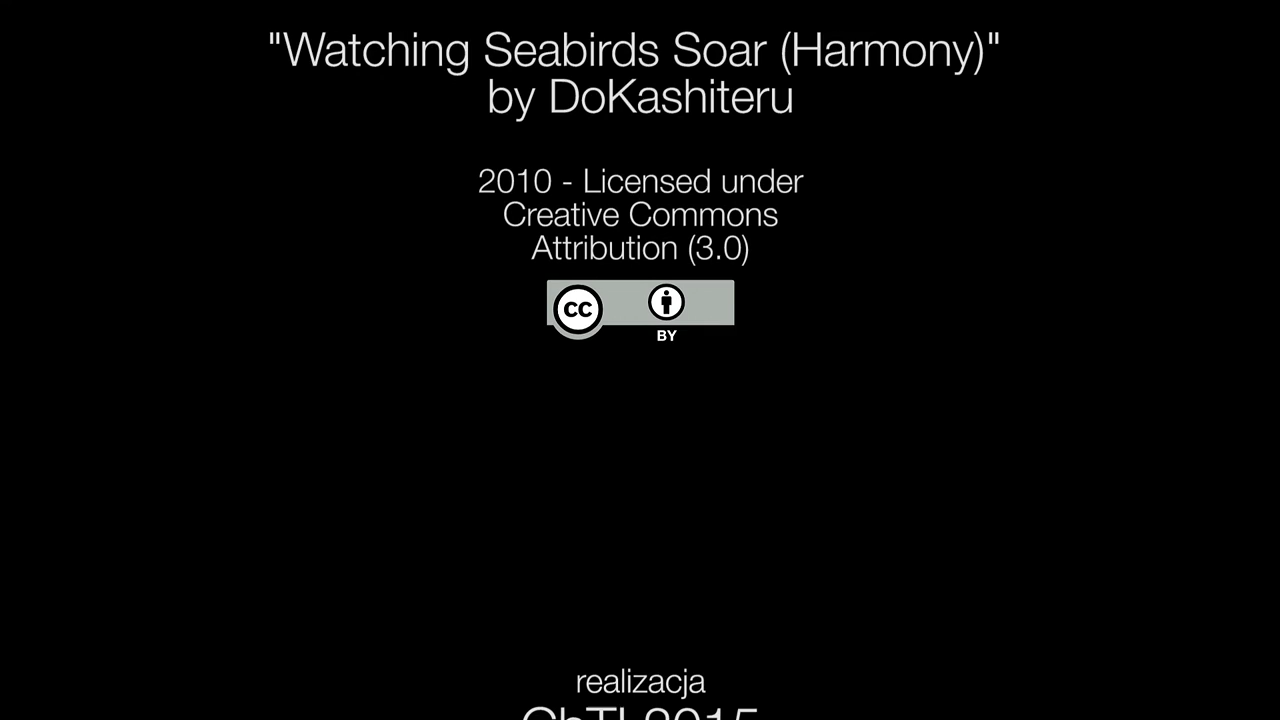 "Watching Seabirds Soar (Harmony)"
by DoKashiteru
2010 - Licensed under
Creative Commons
Attribution (3.0)
cc
BY
realizacja